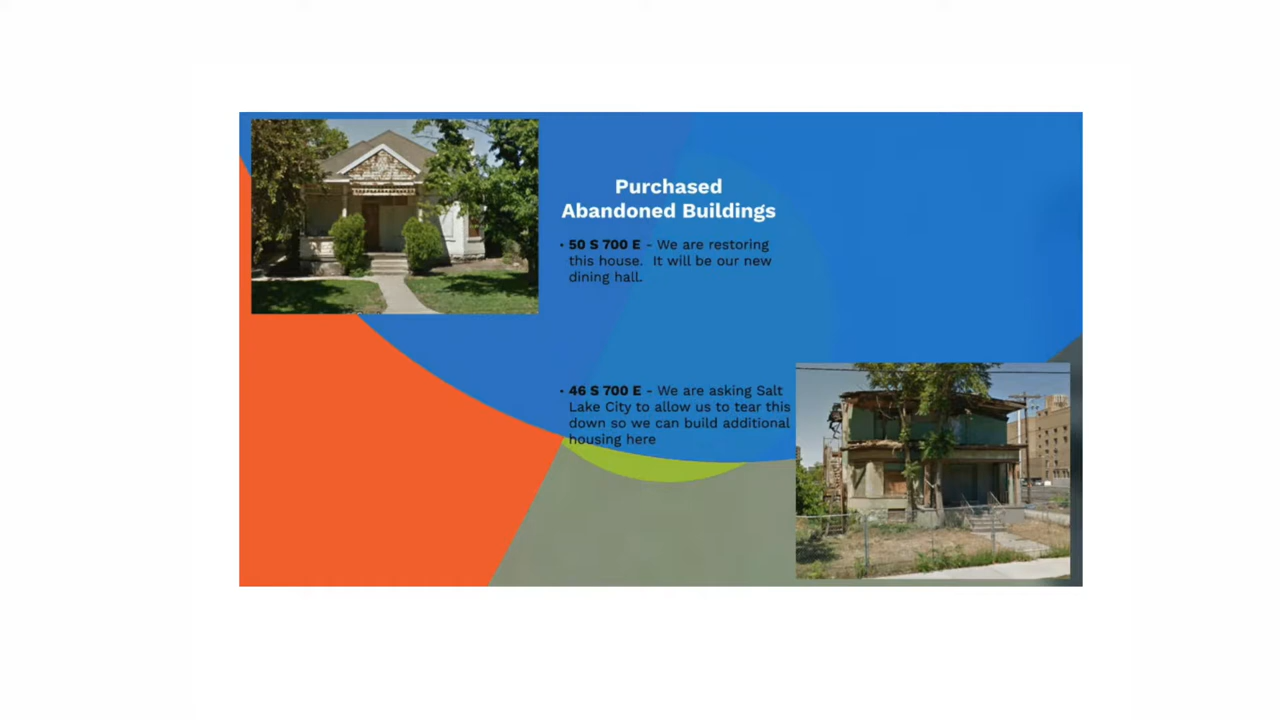 Purchased
Abandoned Buildings
• 50 S 700 E - We are restoring
this house.  It will be our new
dining hall.
• 46 S 700 E - We are asking Salt
Lake City to allow us to tear this
down so we can build additional
housing here